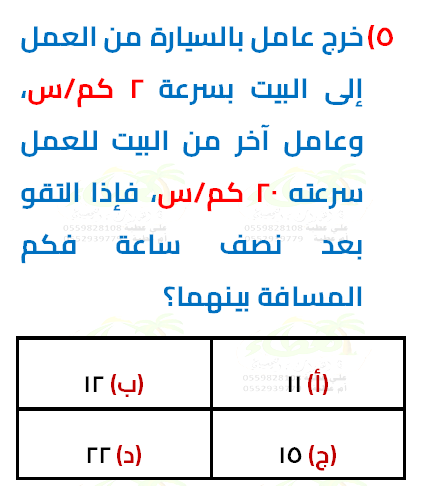 ٥) خرج عامل بالسيارة من العمل
إلى البيت بسرعة ٢ كم/س،
وعامل آخر من البيت للعمل
سرعته ٢٠ كم/س، فإذا التقو
بعد نصف ساعة فكم
المسافة بينهما؟
(أ) ١١
(ب) ١٢
(ج) ١٥
(د) ٢٢